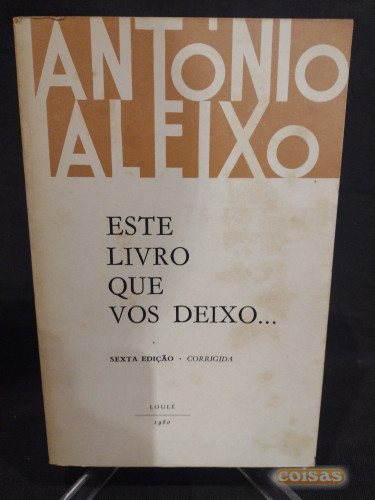 ANTÓNIO
ALEIXO
ESTE
LIVRO
QUE
VOS DEIXO...
SEXTA EDIÇÃO - CORRIGIDA
LOULÉ
1980
coisas